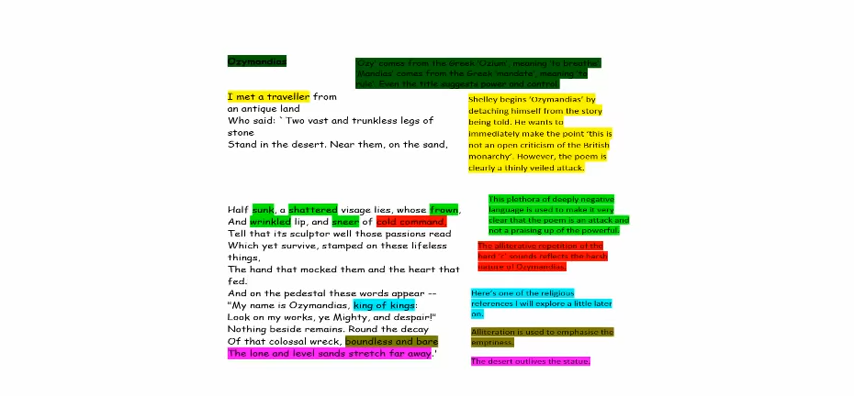 Ozymandias
'Ozy' comes from the Greek 'Ozium', meaning 'to breathe'.
'Mandias' comes from the Greek 'mandate', meaning 'to
rule'. Even the title suggests power and control.
I met a traveller from
an antique land
Who said: `Two vast and trunkless legs of
stone
Stand in the desert. Near them, on the sand,
Shelley begins 'Ozymandias' by
detaching himself from the story
being told. He wants to
immediately make the point 'this is
not an open criticism of the British
monarchy'. However, the poem is
clearly a thinly veiled attack.
Half sunk, a shattered visage lies, whose frown,
And wrinkled lip, and sneer of cold command,
Tell that its sculptor well those passions read
Which yet survive, stamped on these lifeless
things,
The hand that mocked them and the heart that
fed.
And on the pedestal these words appear --
"My name is Ozymandias, king of kings:
Look on my works, ye Mighty, and despair!"
Nothing beside remains. Round the decay
Of that colossal wreck, boundless and bare
The lone and level sands stretch far away.'
This plethora of deeply negative
language is used to make it very
clear that the poem is an attack and
not a praising up of the powerful.
The alliterative repetition of the
hard 'c' sounds reflects the harsh
nature of Ozymandias.
Here's one of the religious
references I will explore a little later
on.
Alliteration is used to emphasise the
emptiness.
The desert outlives the statue.